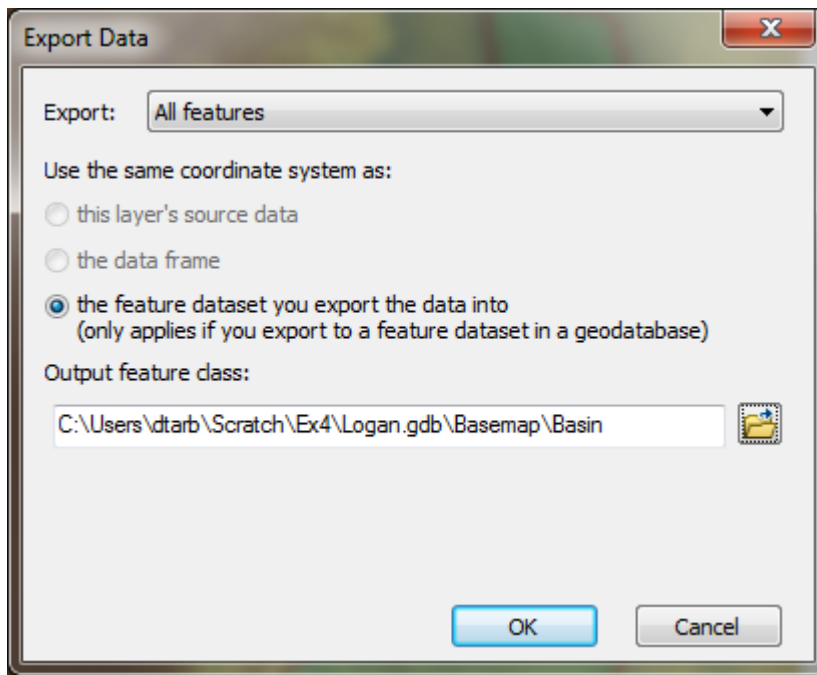 Export Data
Export: All features
Use the same coordinate system as:
this layer's source data
the data frame
the feature dataset you export the data into
(only applies if you export to a feature dataset in a geodatabase)
Output feature class:
C:\Users\dtarb\Scratch\Ex4\Logan.gdb\Basemap\Basin
OK Cancel